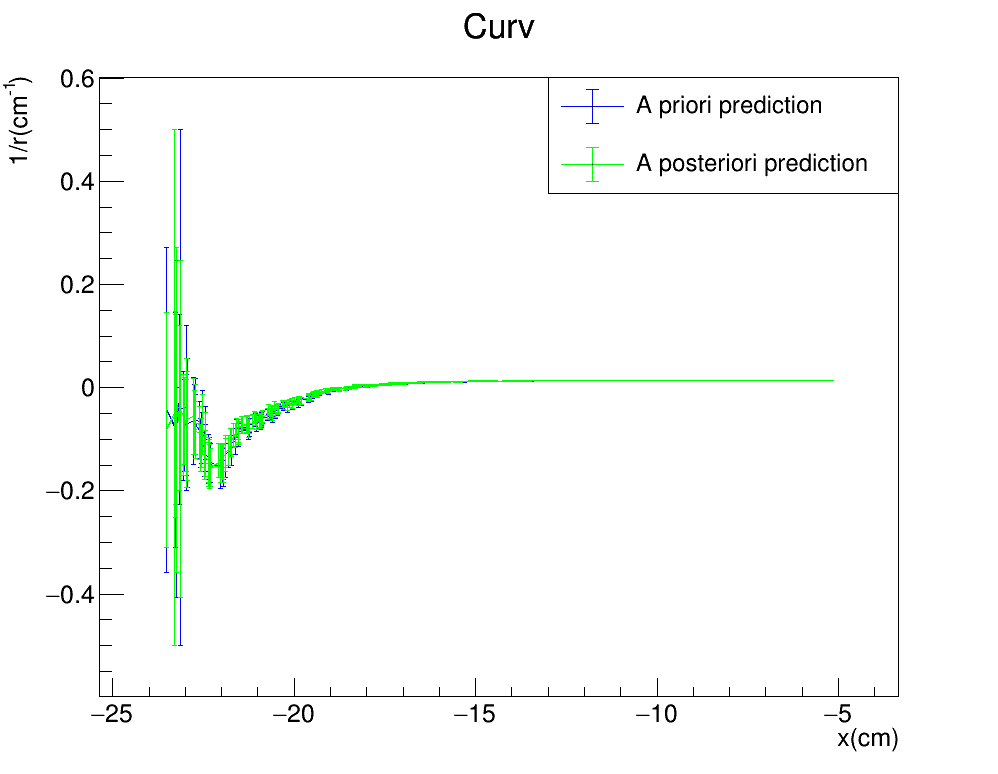 Curv
1/r(cm⁻¹)
A priori prediction
A posteriori prediction
0.6
0.4
0.2
0
−0.2
−0.4
−25 −20 −15 −10 −5
x(cm)